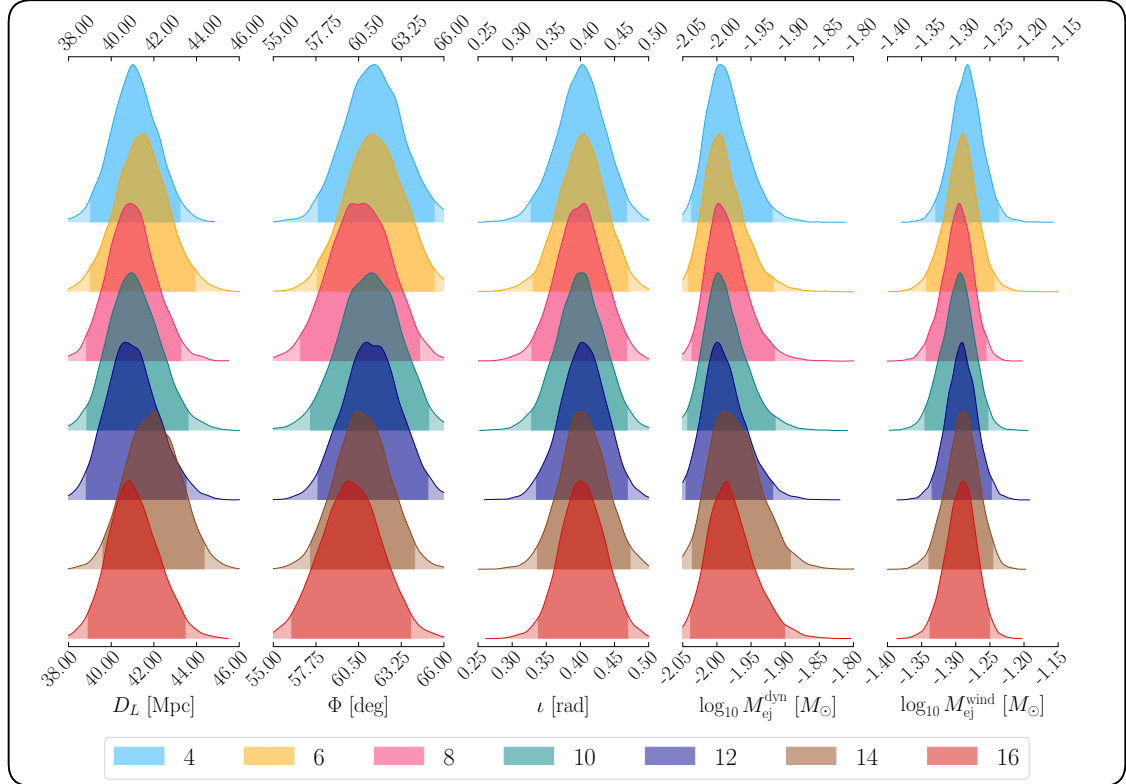 38.00 40.00 42.00 44.00 46.00 55.00 57.75 60.50 63.25 66.00 0.25 0.30 0.35 0.40 0.45 0.50 -2.05 -2.00 -1.95 -1.90 -1.85 -1.80 -1.40 -1.35 -1.30 -1.25 -1.20 -1.15
38.00 40.00 42.00 44.00 46.00 55.00 57.75 60.50 63.25 66.00 0.25 0.30 0.35 0.40 0.45 0.50 -2.05 -2.00 -1.95 -1.90 -1.85 -1.80 -1.40 -1.35 -1.30 -1.25 -1.20 -1.15
D_L [Mpc] Φ [deg] ι [rad] log₁₀ M_ej^dyn [M_⊙] log₁₀ M_ej^wind [M_⊙]
4 6 8 10 12 14 16